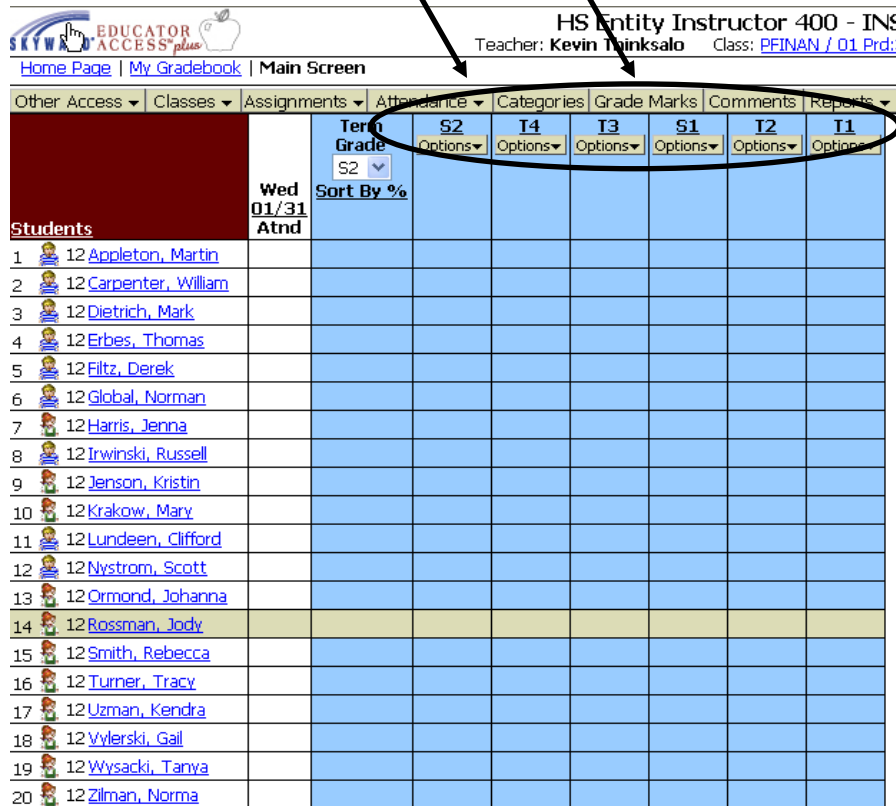 SKYWARD EDUCATOR ACCESS plus
HS Entity Instructor 400 - INS
Teacher: Kevin Thinksalo Class: PFINAN / 01 Prd:
Home Page | My Gradebook | Main Screen
Other Access Classes Assignments Attendance Categories Grade Marks Comments Reports
Term Grade S2 T4 T3 S1 T2 T1
Options Options Options Options Options Options
S2
Sort By %
Wed 01/31 Atnd
Students
1 12 Appleton, Martin
2 12 Carpenter, William
3 12 Dietrich, Mark
4 12 Erbes, Thomas
5 12 Filtz, Derek
6 12 Global, Norman
7 12 Harris, Jenna
8 12 Irwinski, Russell
9 12 Jenson, Kristin
10 12 Krakow, Mary
11 12 Lundeen, Clifford
12 12 Nystrom, Scott
13 12 Ormond, Johanna
14 12 Rossman, Jody
15 12 Smith, Rebecca
16 12 Turner, Tracy
17 12 Uzman, Kendra
18 12 Vylerski, Gail
19 12 Wysacki, Tanya
20 12 Zilman, Norma